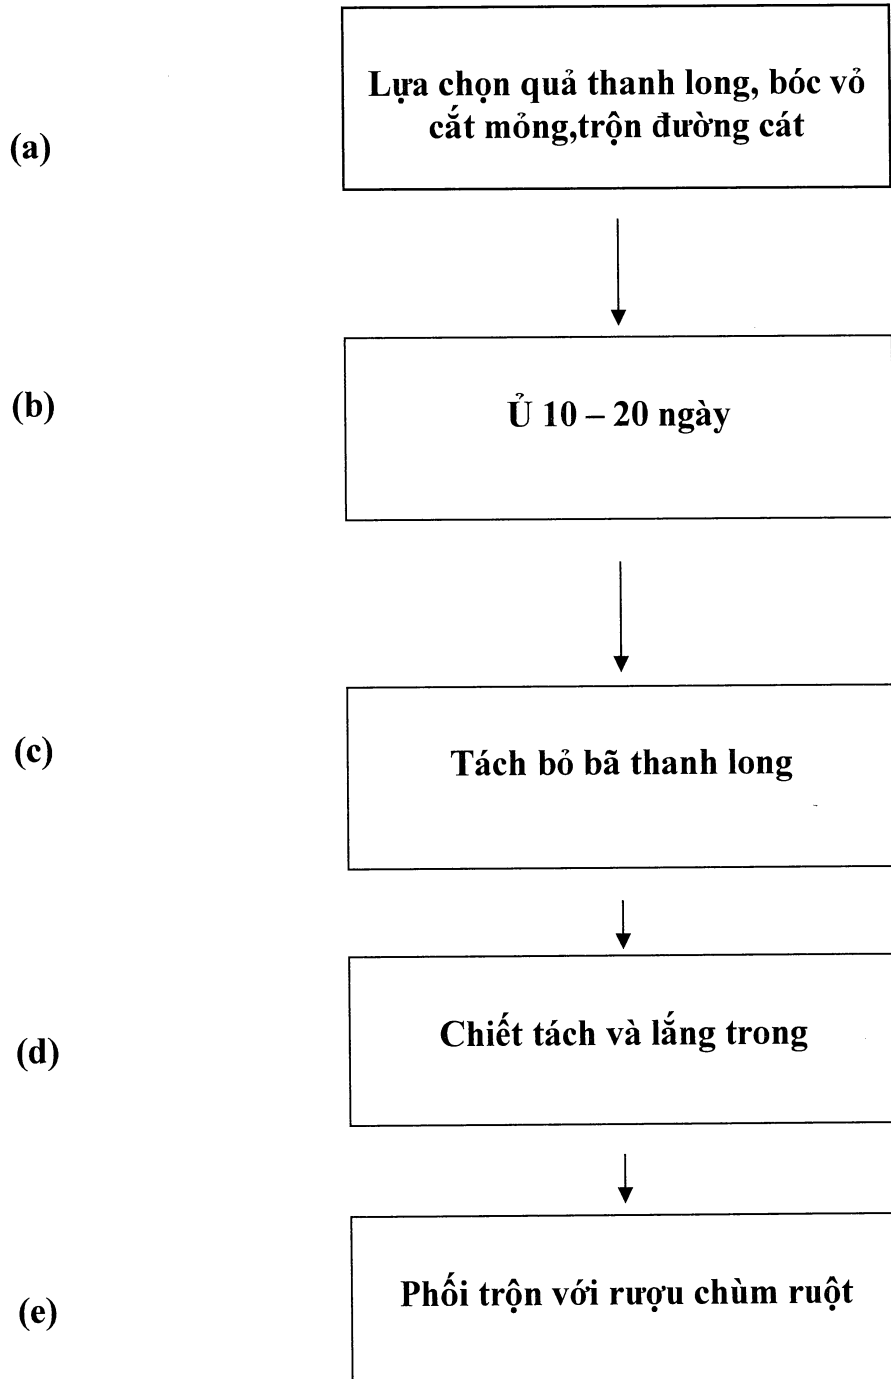 (a)
Lựa chọn quả thanh long, bóc vỏ
cắt mỏng,trộn đường cát
(b)
Ủ 10 – 20 ngày
(c)
Tách bỏ bã thanh long
(d)
Chiết tách và lắng trong
(e)
Phối trộn với rượu chùm ruột